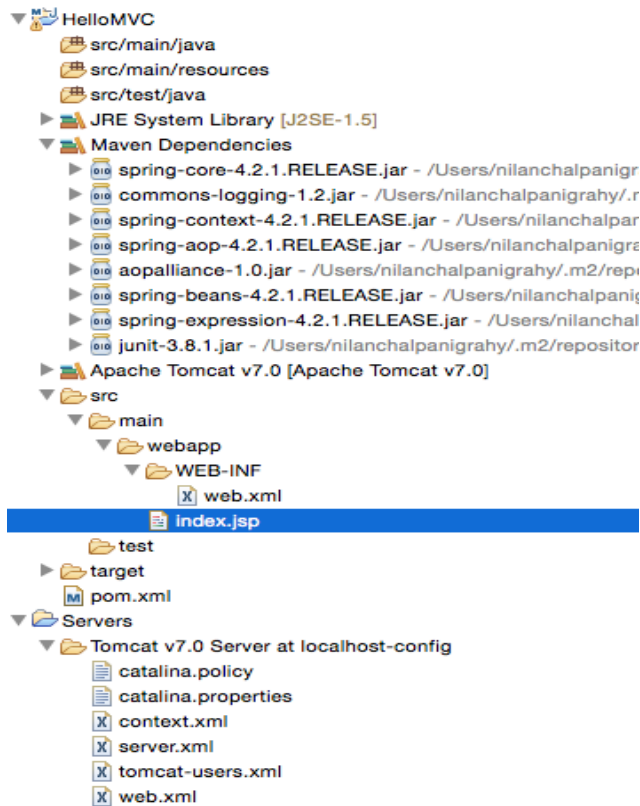 HelloMVC
src/main/java
src/main/resources
src/test/java
JRE System Library [J2SE-1.5]
Maven Dependencies
spring-core-4.2.1.RELEASE.jar - /Users/nilanchalpanigr
commons-logging-1.2.jar - /Users/nilanchalpanigrahy/.
spring-context-4.2.1.RELEASE.jar - /Users/nilanchalpan
spring-aop-4.2.1.RELEASE.jar - /Users/nilanchalpanigra
aopalliance-1.0.jar - /Users/nilanchalpanigrahy/.m2/repo
spring-beans-4.2.1.RELEASE.jar - /Users/nilanchalpanig
spring-expression-4.2.1.RELEASE.jar - /Users/nilanchal
junit-3.8.1.jar - /Users/nilanchalpanigrahy/.m2/repositor
Apache Tomcat v7.0 [Apache Tomcat v7.0]
src
main
webapp
WEB-INF
web.xml
index.jsp
test
target
pom.xml
Servers
Tomcat v7.0 Server at localhost-config
catalina.policy
catalina.properties
context.xml
server.xml
tomcat-users.xml
web.xml